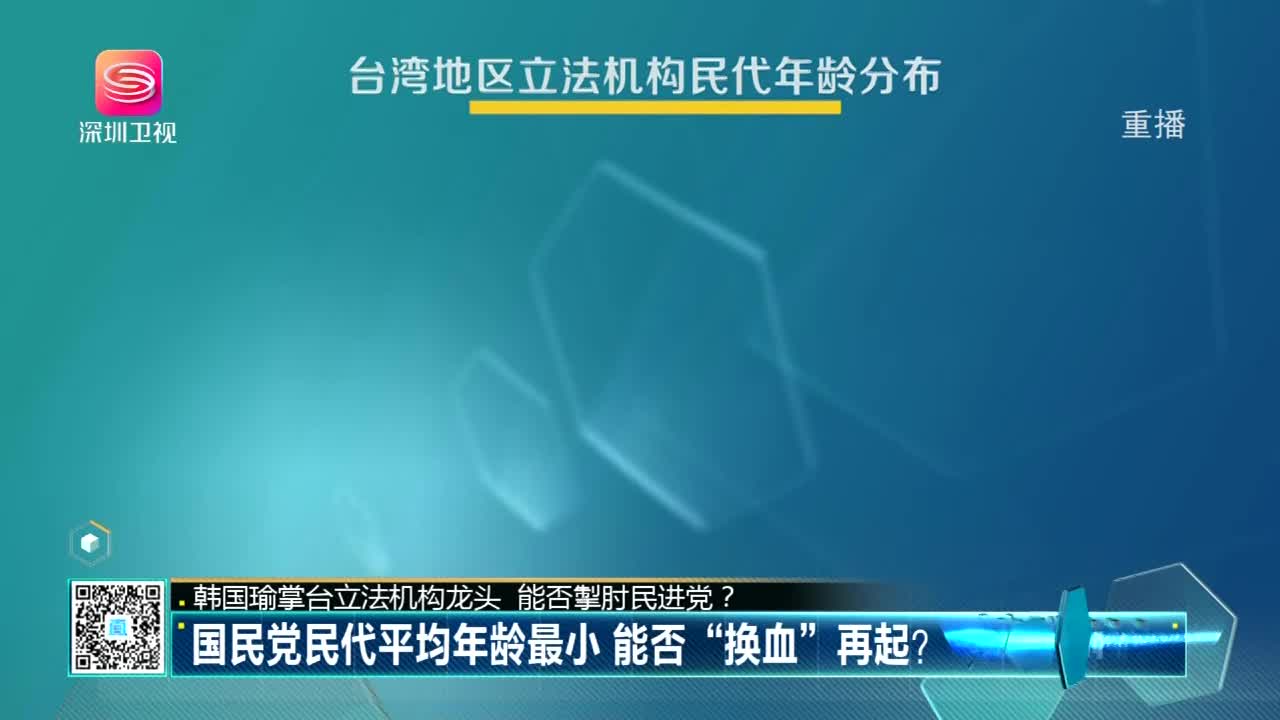 台湾地区立法机构民代年龄分布
深圳卫视
重播
韩国瑜掌台立法机构龙头 能否掣肘民进党？
国民党民代平均年龄最小 能否“换血”再起？
直